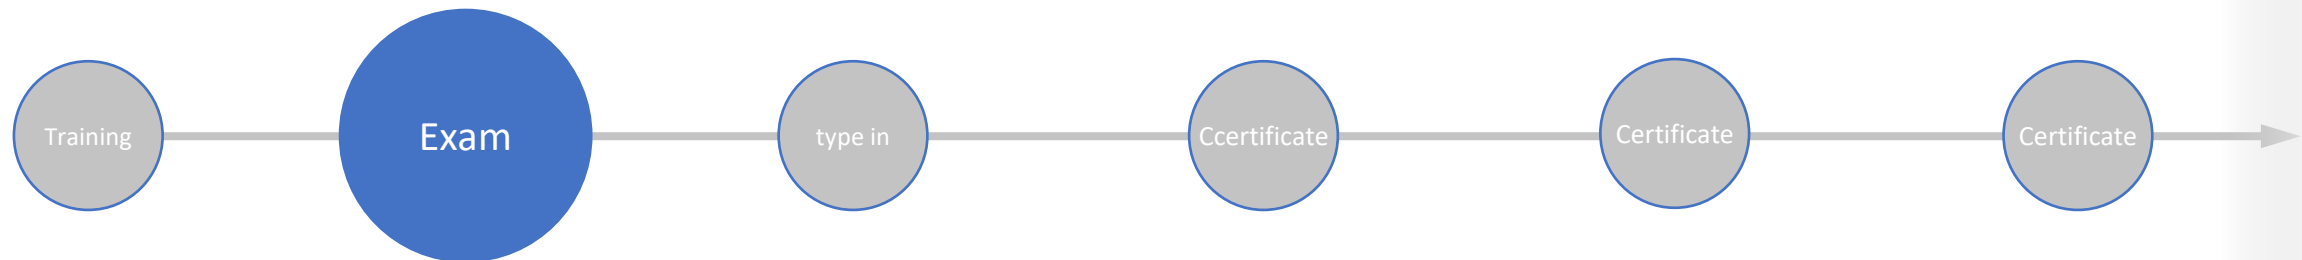 Training
Exam
type in
Ccertificate
Certificate
Certificate